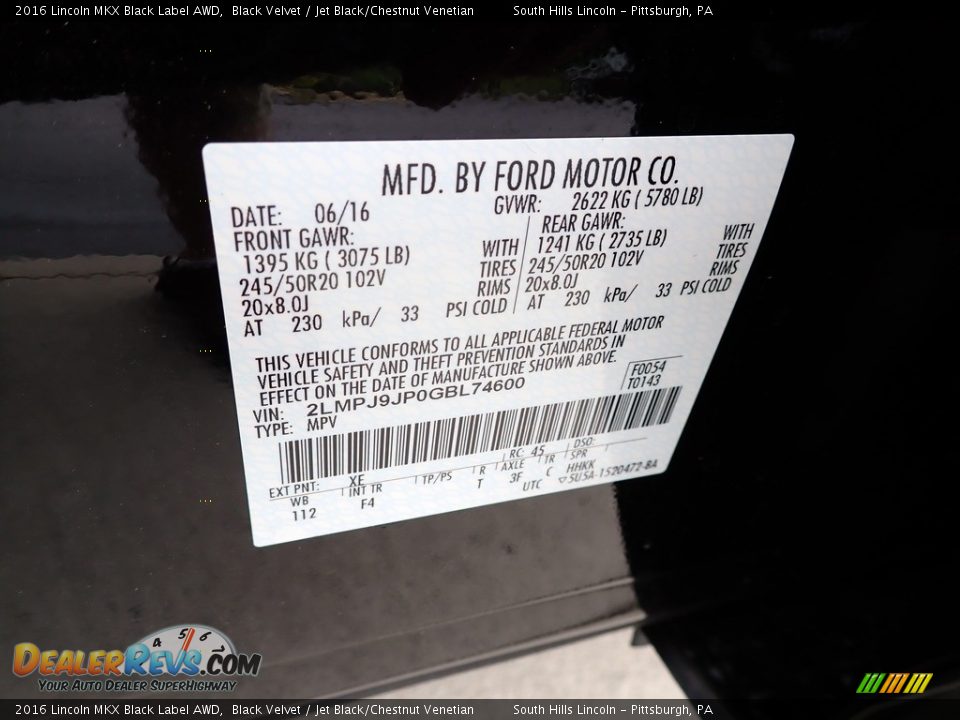 2016 Lincoln MKX Black Label AWD, Black Velvet / Jet Black/Chestnut Venetian South Hills Lincoln - Pittsburgh, PA
MFD. BY FORD MOTOR CO.
DATE: 06/16 GVWR: 2622 KG ( 5780 LB)
FRONT GAWR: REAR GAWR:
1395 KG ( 3075 LB) WITH 1241 KG ( 2735 LB) WITH
245/50R20 102V TIRES 245/50R20 102V TIRES
20x8.0J RIMS 20x8.0J RIMS
AT 230 kPa/ 33 PSI COLD AT 230 kPa/ 33 PSI COLD
THIS VEHICLE CONFORMS TO ALL APPLICABLE FEDERAL MOTOR
VEHICLE SAFETY AND THEFT PREVENTION STANDARDS IN
EFFECT ON THE DATE OF MANUFACTURE SHOWN ABOVE.
F0054
T0143
VIN: 2LMPJ9JP0GBL74600
TYPE: MPV
EXT PNT: XE RC: 45 DSO:
WB INT TR TP/PS R AXLE TR SPR
112 F4 T 3F C HHKK
UTC ▽5U5A-1520472-BA
DEALERREVS.COM
4 5 6
YOUR AUTO DEALER SUPERHIGHWAY
2016 Lincoln MKX Black Label AWD, Black Velvet / Jet Black/Chestnut Venetian South Hills Lincoln - Pittsburgh, PA